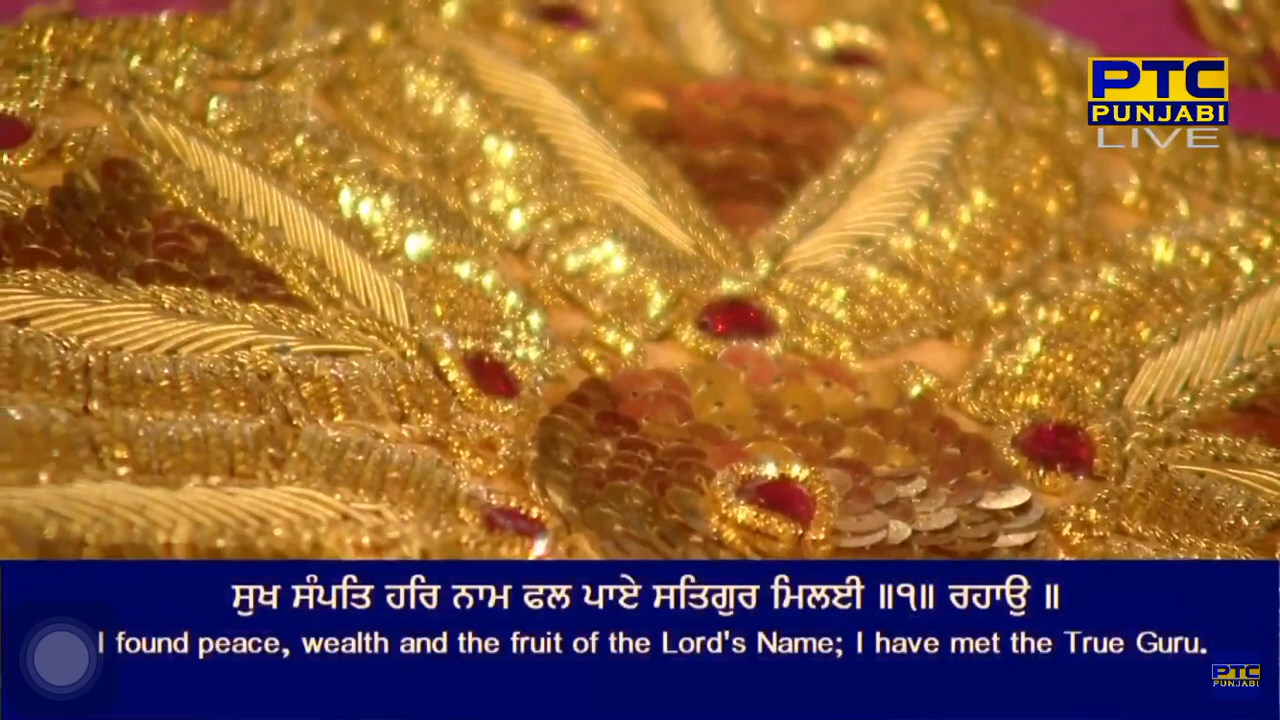 PTC
PUNJABI
LIVE
ਸੁਖ ਸੰਪਤਿ ਹਰਿ ਨਾਮ ਫਲ ਪਾਏ ਸਤਿਗੁਰ ਮਿਲਈ ॥੧॥ ਰਹਾਉ ॥
I found peace, wealth and the fruit of the Lord's Name; I have met the True Guru.
PTC
PUNJABI